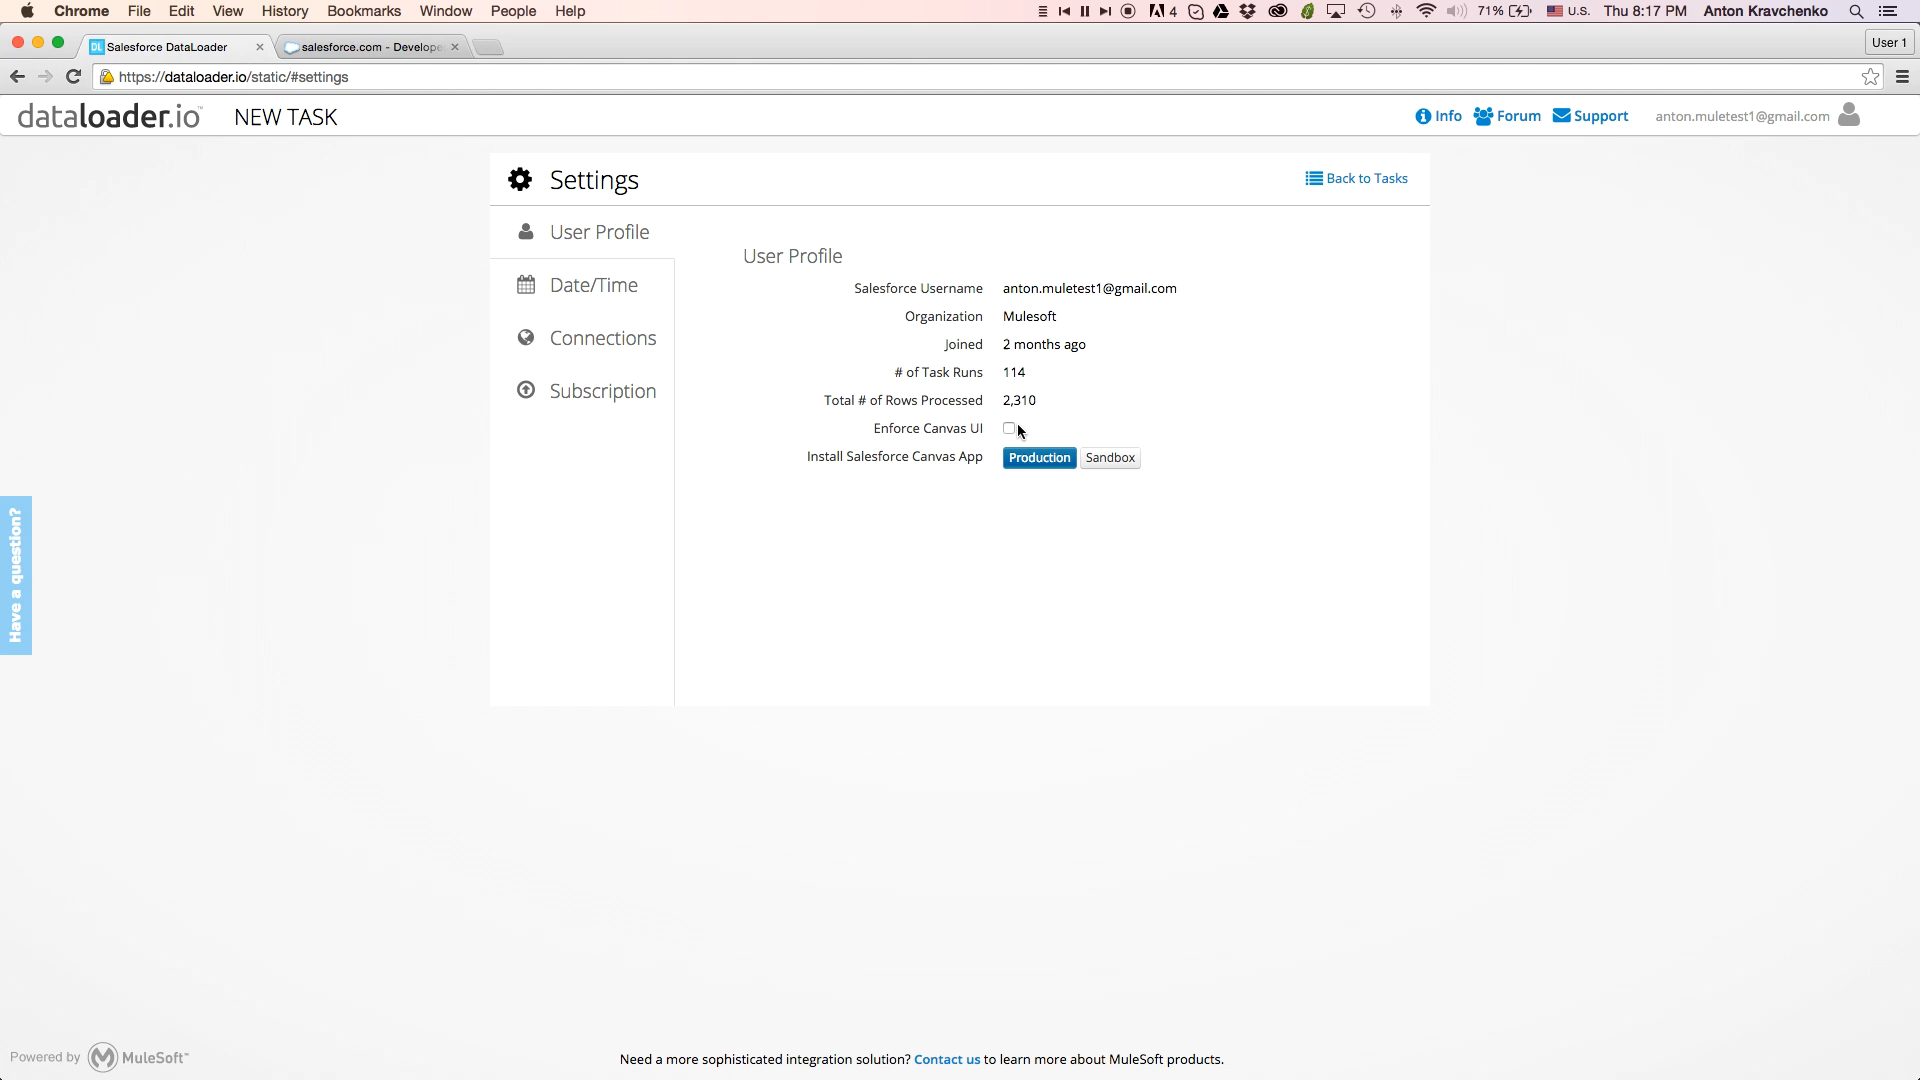 Chrome File Edit View History Bookmarks Window People Help 4 71% U.S. Thu 8:17 PM Anton Kravchenko
DL Salesforce DataLoader salesforce.com - Develope User 1
https://dataloader.io/static/#settings
dataloader.io™ NEW TASK Info Forum Support anton.muletest1@gmail.com
Settings Back to Tasks
User Profile
Date/Time
Connections
Subscription
User Profile
Salesforce Username anton.muletest1@gmail.com
Organization Mulesoft
Joined 2 months ago
# of Task Runs 114
Total # of Rows Processed 2,310
Enforce Canvas UI
Install Salesforce Canvas App Production Sandbox
Have a question?
Powered by MuleSoft™
Need a more sophisticated integration solution? Contact us to learn more about MuleSoft products.